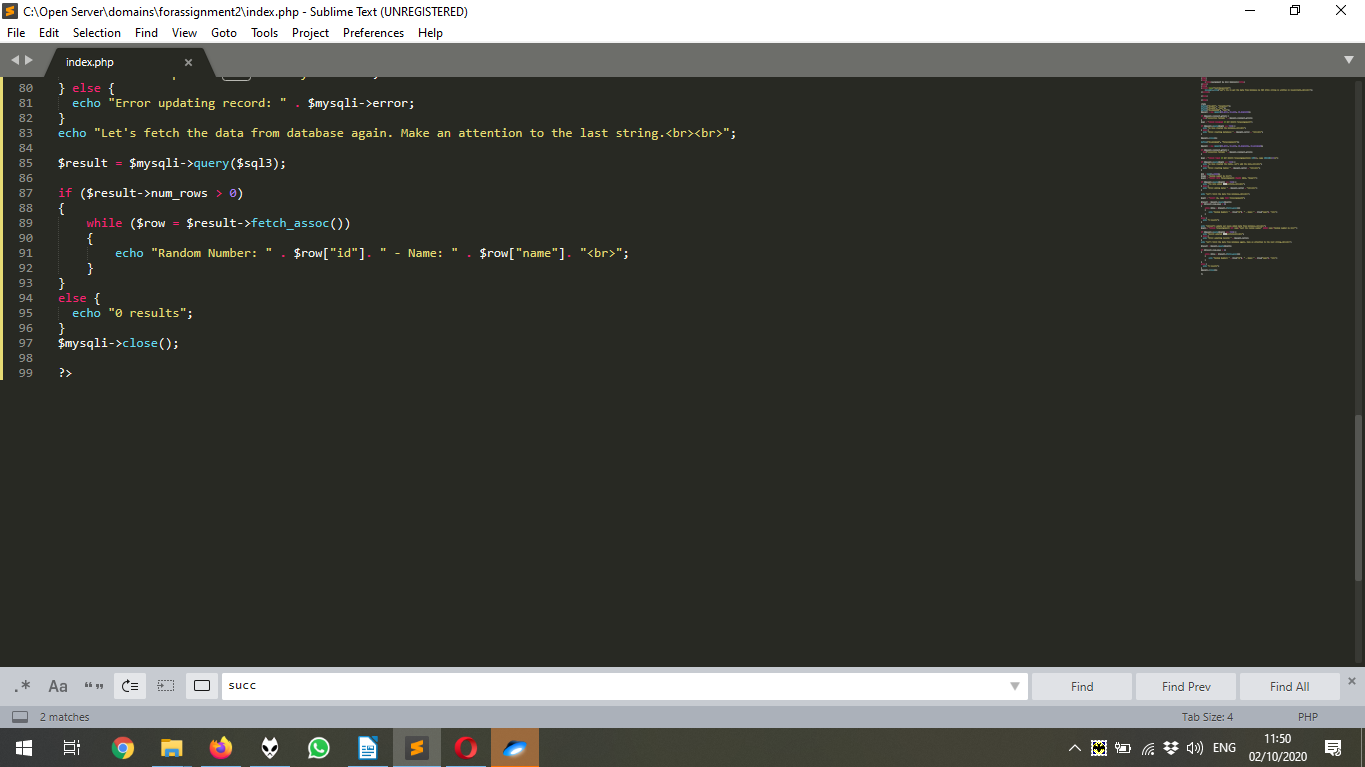 C:\Open Server\domains\forassignment2\index.php - Sublime Text (UNREGISTERED)
File Edit Selection Find View Goto Tools Project Preferences Help
index.php
80 } else {
81 echo "Error updating record: " . $mysqli->error;
82 }
83 echo "Let's fetch the data from database again. Make an attention to the last string.<br><br>";
84
85 $result = $mysqli->query($sql3);
86
87 if ($result->num_rows > 0)
88 {
89 while ($row = $result->fetch_assoc())
90 {
91 echo "Random Number: " . $row["id"]. " - Name: " . $row["name"]. "<br>";
92 }
93 }
94 else {
95 echo "0 results";
96 }
97 $mysqli->close();
98
99 ?>
.* Aa succ Find Find Prev Find All
2 matches Tab Size: 4 PHP
ENG 11:50
02/10/2020